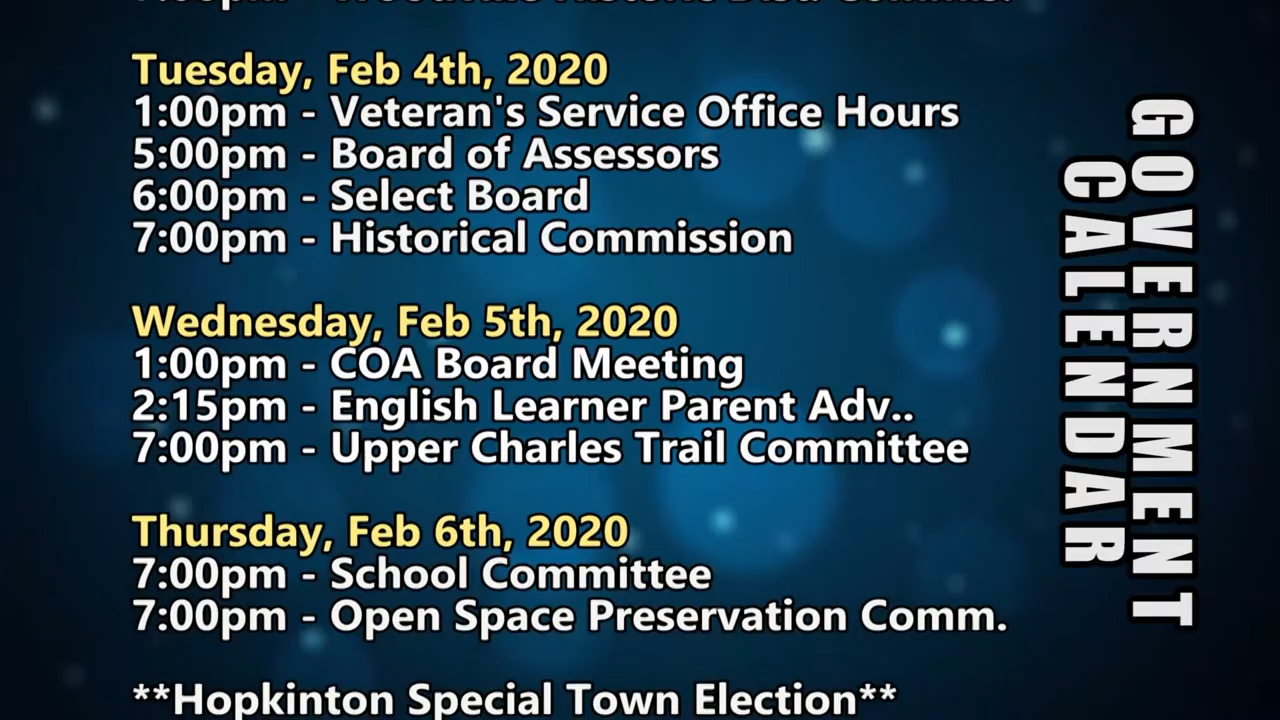 Tuesday, Feb 4th, 2020
1:00pm - Veteran's Service Office Hours
5:00pm - Board of Assessors
6:00pm - Select Board
7:00pm - Historical Commission
Wednesday, Feb 5th, 2020
1:00pm - COA Board Meeting
2:15pm - English Learner Parent Adv..
7:00pm - Upper Charles Trail Committee
Thursday, Feb 6th, 2020
7:00pm - School Committee
7:00pm - Open Space Preservation Comm.
**Hopkinton Special Town Election**
GOVERNMENT
CALENDAR